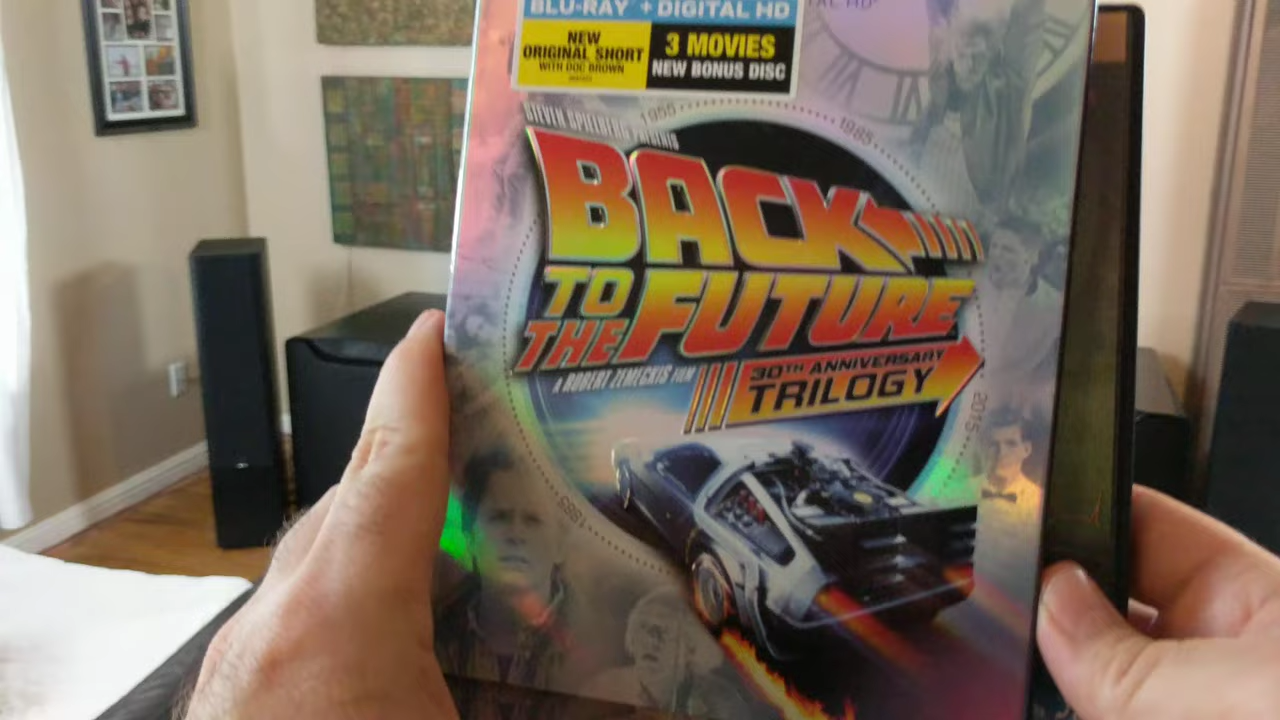 BLU-RAY + DIGITAL HD
NEW
ORIGINAL SHORT
WITH DOC BROWN
3 MOVIES
NEW BONUS DISC
1955
1985
STEVEN SPIELBERG PRESENTS
BACK
TO
THE FUTURE
A ROBERT ZEMECKIS FILM
30TH ANNIVERSARY
TRILOGY
2015
1885